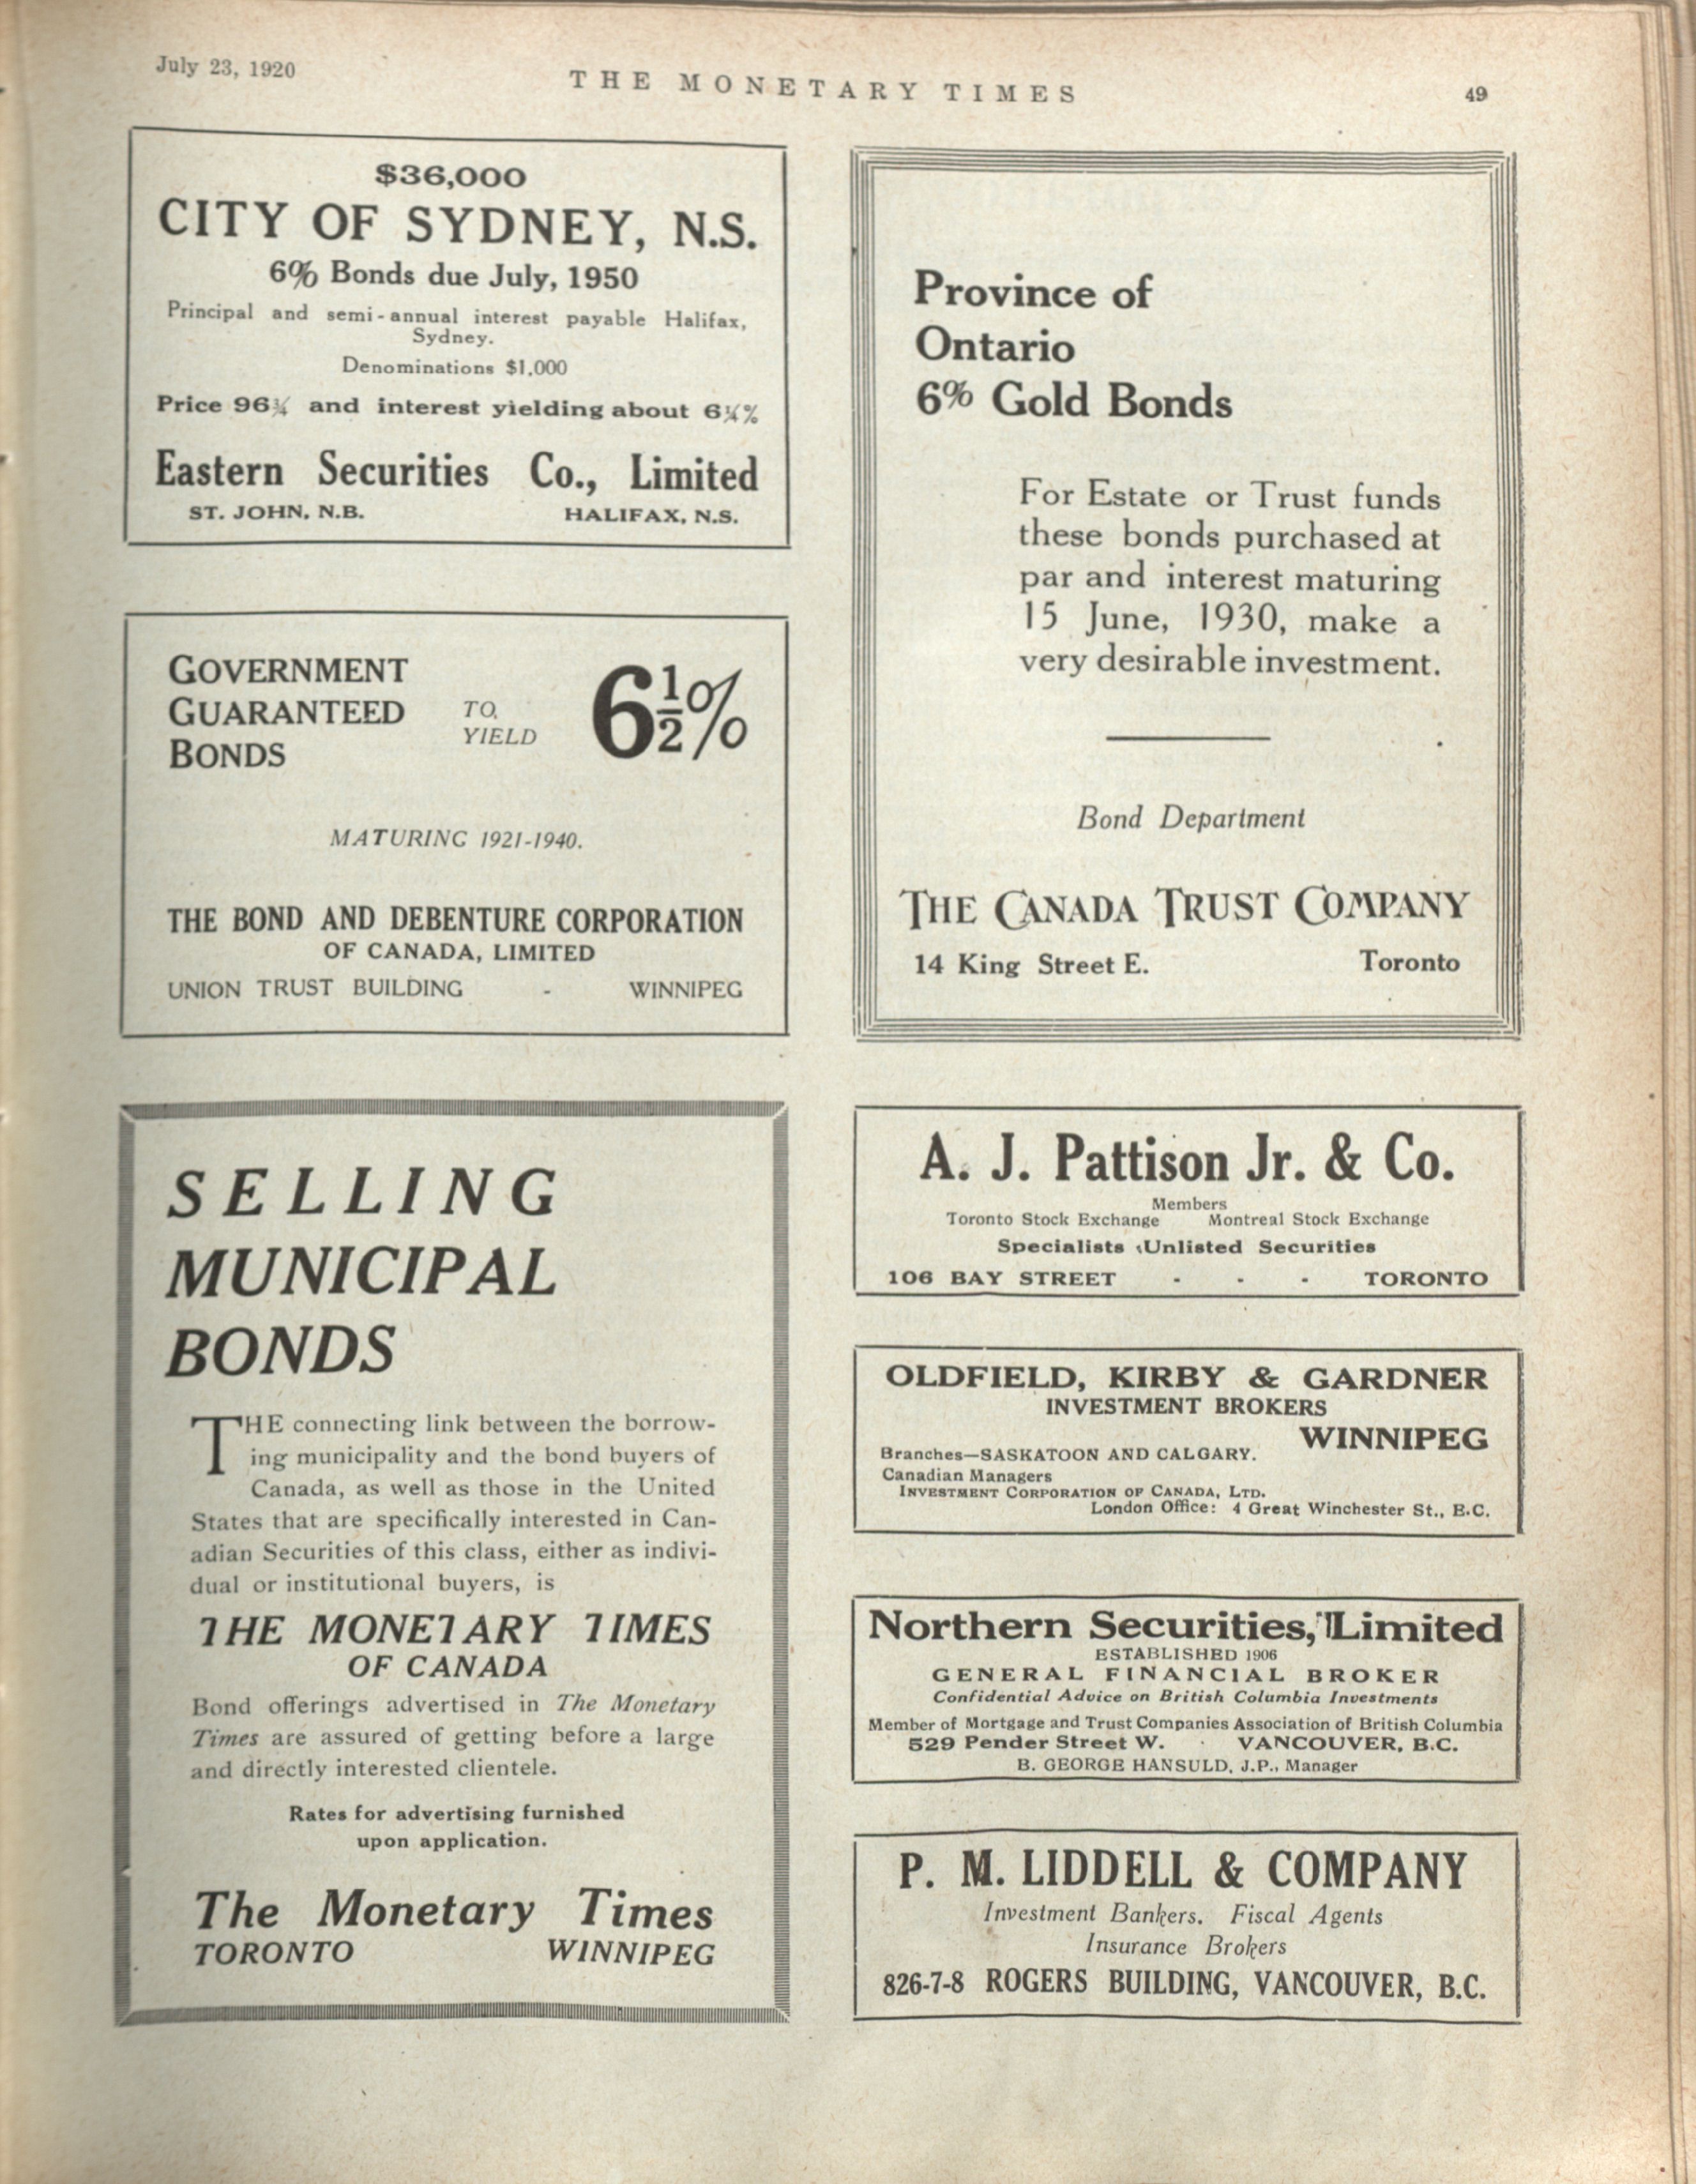 July 23, 1920
THE MONETARY TIMES
49
$36,000
CITY OF SYDNEY, N.S.
6% Bonds due July, 1950
Principal and semi-annual interest payable Halifax,
Sydney.
Denominations $1,000
Price 96¾ and interest yielding about 6¼%
Eastern Securities Co., Limited
ST. JOHN, N.B. HALIFAX, N.S.
GOVERNMENT
GUARANTEED
BONDS
TO
YIELD
6½%
MATURING 1921-1940.
THE BOND AND DEBENTURE CORPORATION
OF CANADA, LIMITED
UNION TRUST BUILDING - WINNIPEG
SELLING
MUNICIPAL
BONDS
THE connecting link between the borrow-
ing municipality and the bond buyers of
Canada, as well as those in the United
States that are specifically interested in Can-
adian Securities of this class, either as indivi-
dual or institutional buyers, is
THE MONETARY TIMES
OF CANADA
Bond offerings advertised in The Monetary
Times are assured of getting before a large
and directly interested clientele.
Rates for advertising furnished
upon application.
The Monetary Times
TORONTO WINNIPEG
Province of
Ontario
6% Gold Bonds
For Estate or Trust funds
these bonds purchased at
par and interest maturing
15 June, 1930, make a
very desirable investment.
Bond Department
THE CANADA TRUST COMPANY
14 King Street E. Toronto
A. J. Pattison Jr. & Co.
Members
Toronto Stock Exchange Montreal Stock Exchange
Specialists Unlisted Securities
106 BAY STREET - - - TORONTO
OLDFIELD, KIRBY & GARDNER
INVESTMENT BROKERS
WINNIPEG
Branches—SASKATOON AND CALGARY.
Canadian Managers
INVESTMENT CORPORATION OF CANADA, LTD.
London Office: 4 Great Winchester St., E.C.
Northern Securities, Limited
ESTABLISHED 1906
GENERAL FINANCIAL BROKER
Confidential Advice on British Columbia Investments
Member of Mortgage and Trust Companies Association of British Columbia
529 Pender Street W. VANCOUVER, B.C.
B. GEORGE HANSULD, J.P., Manager
P. M. LIDDELL & COMPANY
Investment Bankers. Fiscal Agents
Insurance Brokers
826-7-8 ROGERS BUILDING, VANCOUVER, B.C.